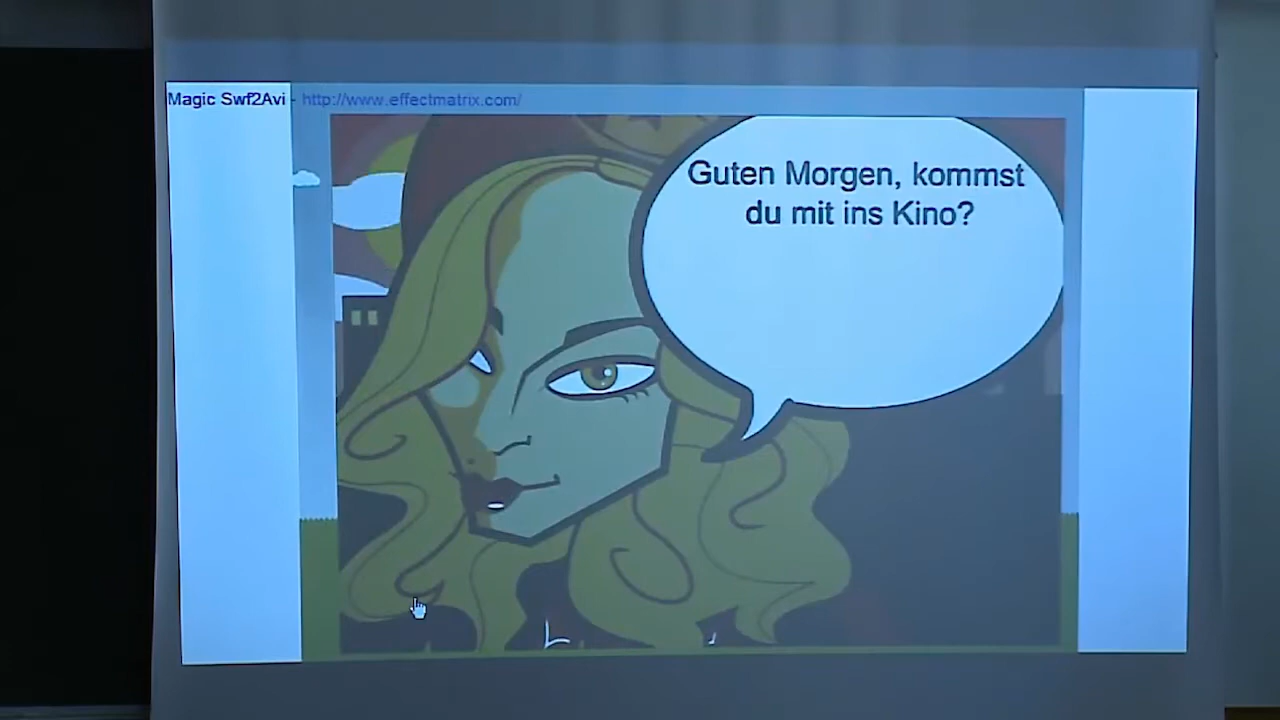 Magic Swf2Avi - http://www.effectmatrix.com/
Guten Morgen, kommst
du mit ins Kino?